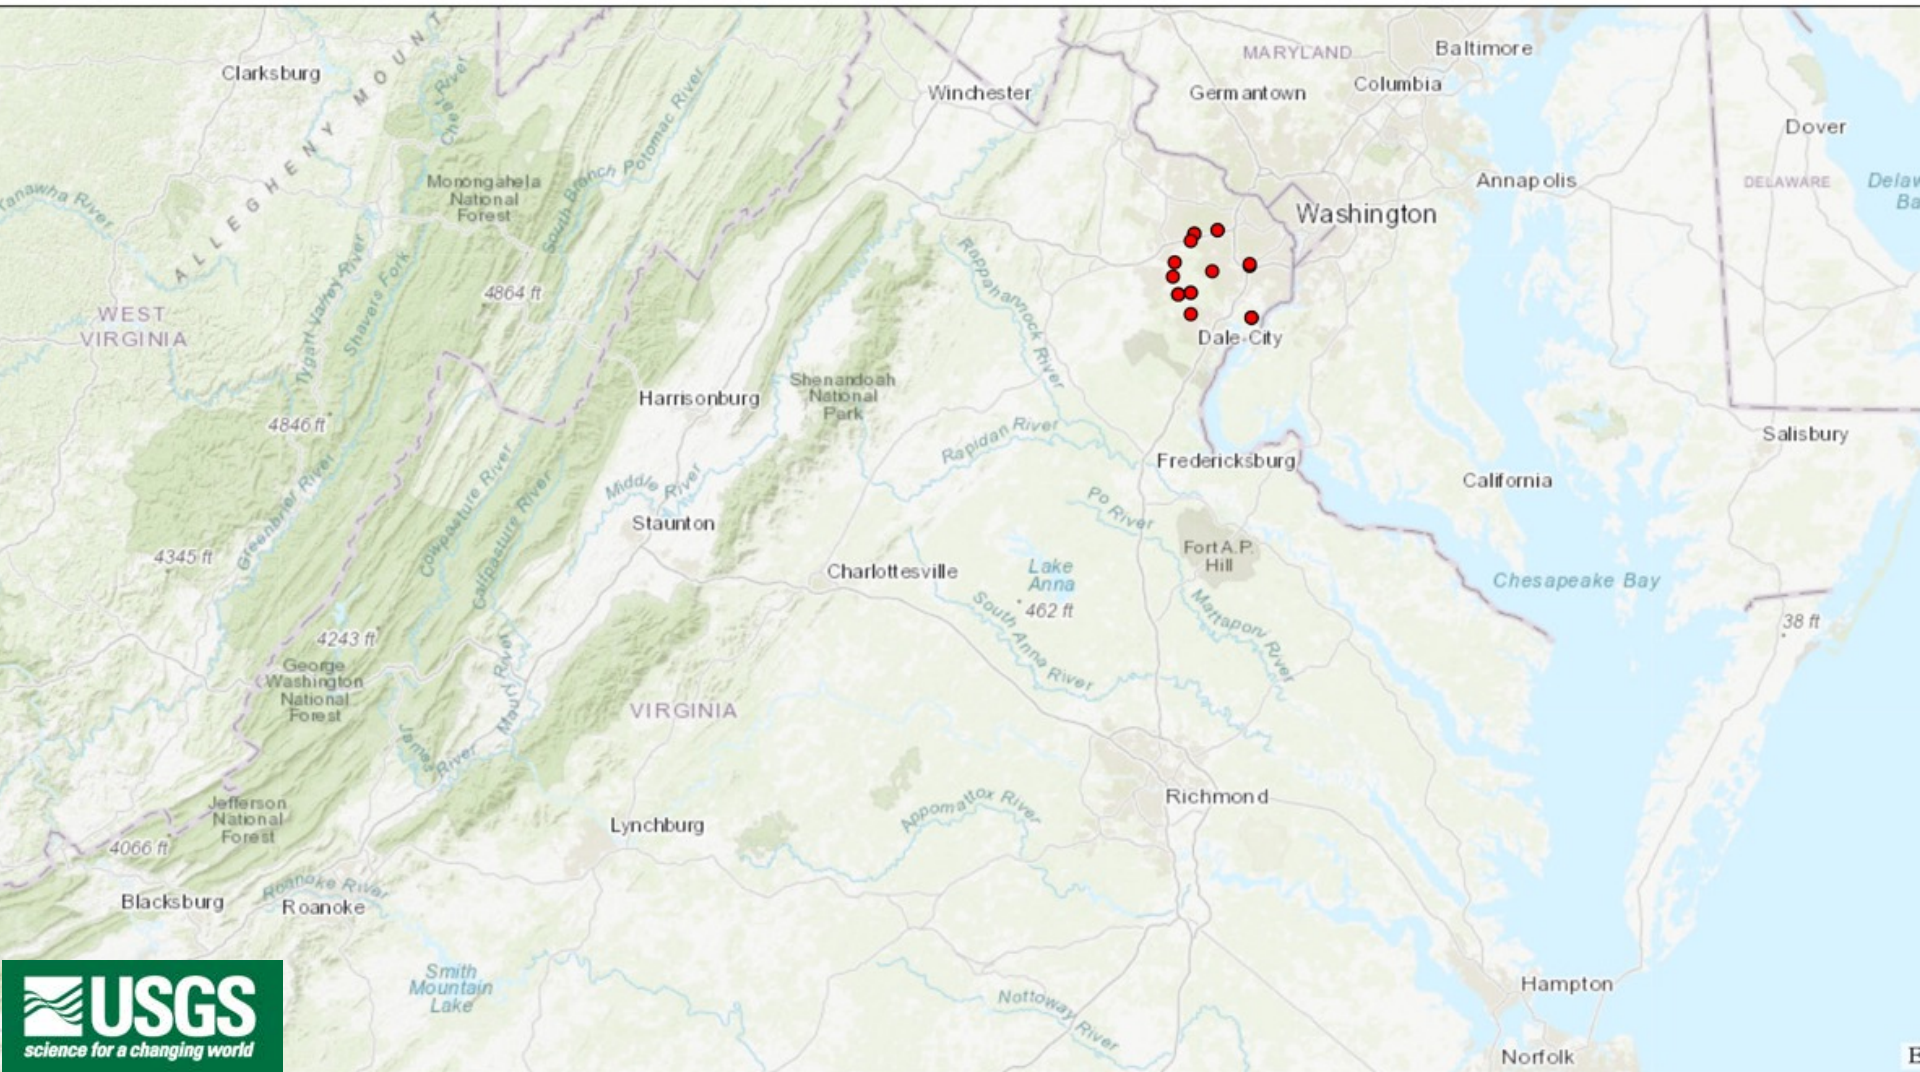 Clarksburg
ALLEGHENY MOUNT
Cheat River
Winchester
MARYLAND
Baltimore
Germantown
Columbia
Dover
Monongahela
National
Forest
South Branch Potomac River
Annapolis
DELAWARE
Delaw
Ba
Washington
Tygart Valley River
Shavers Fork
4864 ft
Rappahannock River
WEST
VIRGINIA
Dale City
Shenandoah
National
Park
Harrisonburg
4846 ft
Rapidan River
Salisbury
Fredericksburg
California
Greenbrier River
Middle River
Cowpasture River
Calfpasture River
Po River
Staunton
4345 ft
Fort A.P.
Hill
Charlottesville
Lake
Anna
462 ft
Chesapeake Bay
South Anna River
Mattaponi River
38 ft
4243 ft
George
Washington
National
Forest
Maury River
VIRGINIA
James River
Jefferson
National
Forest
Richmond
Appomattox River
Lynchburg
4066 ft
Blacksburg
Roanoke River
Roanoke
Smith
Mountain
Lake
Hampton
Nottoway River
Norfolk
E
USGS
science for a changing world